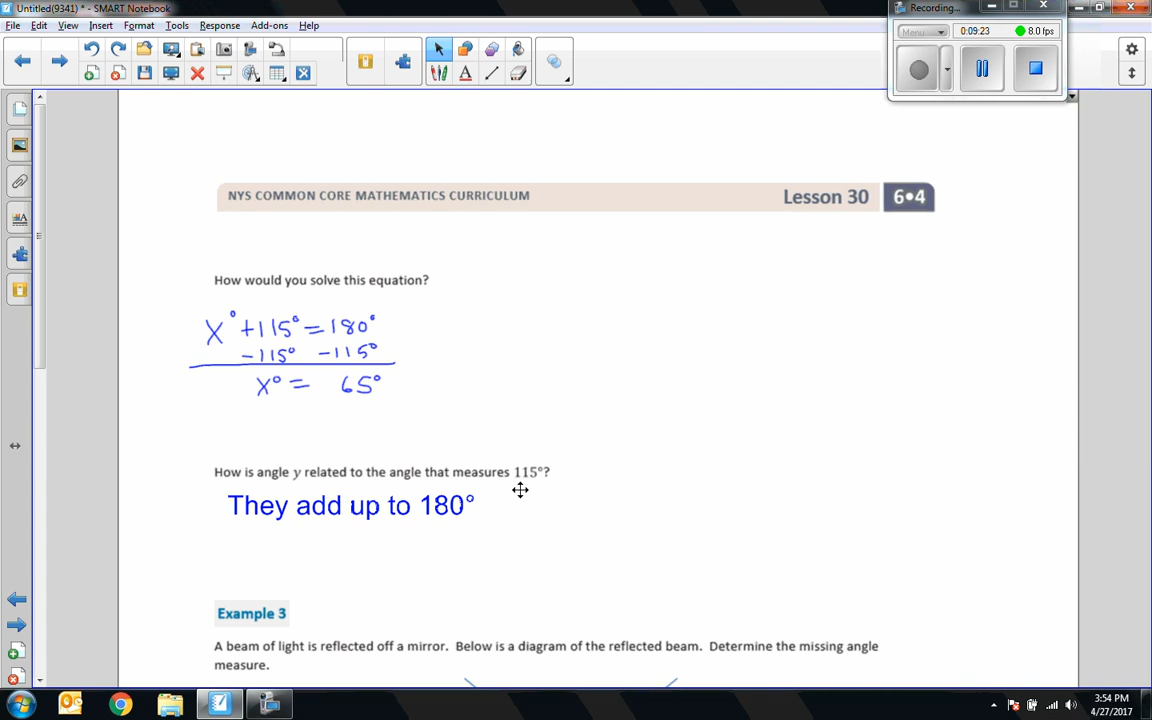 Untitled(9341) * - SMART Notebook
Recording...
File Edit View Insert Format Tools Response Add-ons Help
Menu
0:09:23
8.0 fps
NYS COMMON CORE MATHEMATICS CURRICULUM
Lesson 30
6•4
How would you solve this equation?
x° +115° = 180°
-115° -115°
x° = 65°
How is angle y related to the angle that measures 115°?
They add up to 180°
Example 3
A beam of light is reflected off a mirror. Below is a diagram of the reflected beam. Determine the missing angle
measure.
3:54 PM
4/27/2017